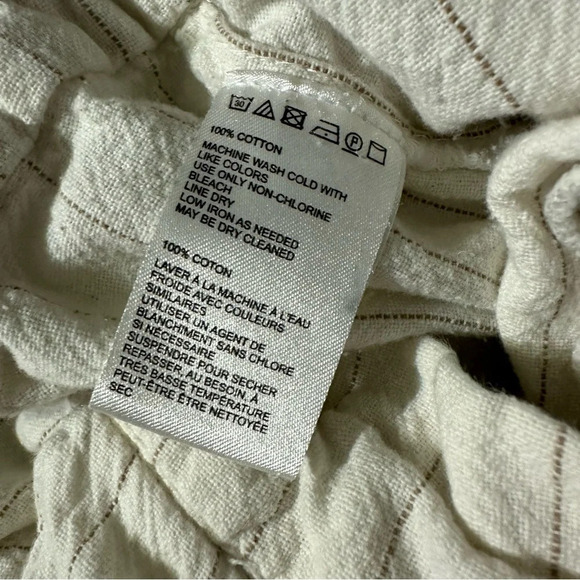 30
P
100% COTTON
MACHINE WASH COLD WITH
LIKE COLORS
USE ONLY NON-CHLORINE
BLEACH
LINE DRY
LOW IRON AS NEEDED
MAY BE DRY CLEANED
100% COTON
LAVER À LA MACHINE À L'EAU
FROIDE AVEC COULEURS
SIMILAIRES
UTILISER UN AGENT DE
BLANCHIMENT SANS CHLORE
SI NÉCESSAIRE
SUSPENDRE POUR SECHER
TREPASSER, AU BESOIN, À
TRÈS BASSE TEMPÉRATURE
PEUT-ÊTRE ÊTRE NETTOYÉE
SEC